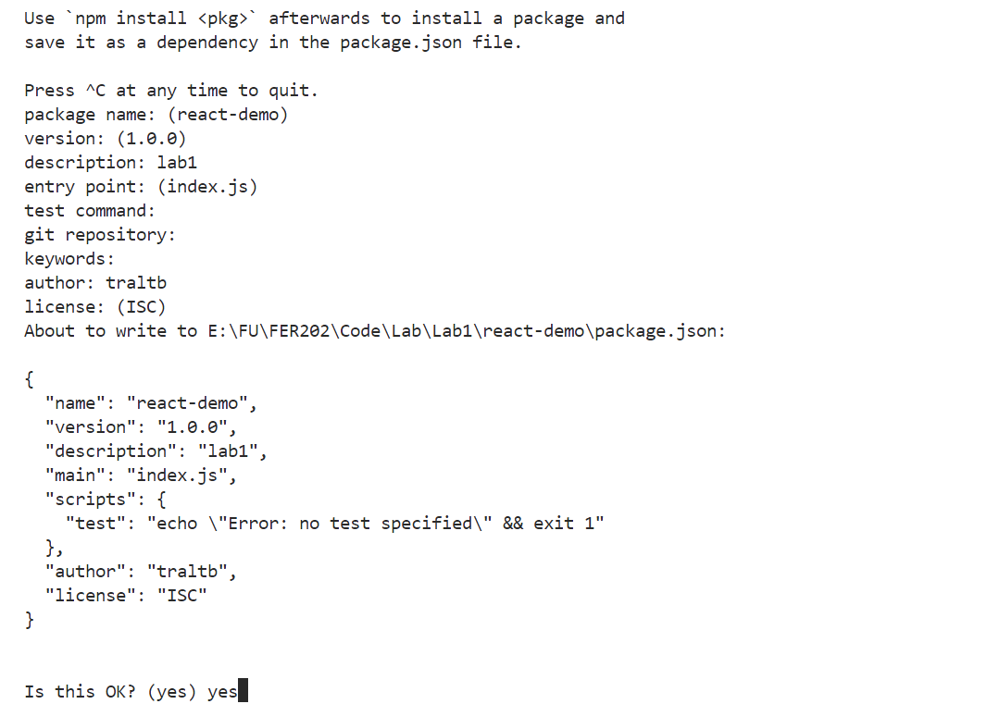 Use `npm install <pkg>` afterwards to install a package and
save it as a dependency in the package.json file.

Press ^C at any time to quit.
package name: (react-demo)
version: (1.0.0)
description: lab1
entry point: (index.js)
test command:
git repository:
keywords:
author: traltb
license: (ISC)
About to write to E:\FU\FER202\Code\Lab\Lab1\react-demo\package.json:

{
  "name": "react-demo",
  "version": "1.0.0",
  "description": "lab1",
  "main": "index.js",
  "scripts": {
    "test": "echo \"Error: no test specified\" && exit 1"
  },
  "author": "traltb",
  "license": "ISC"
}

Is this OK? (yes) yes